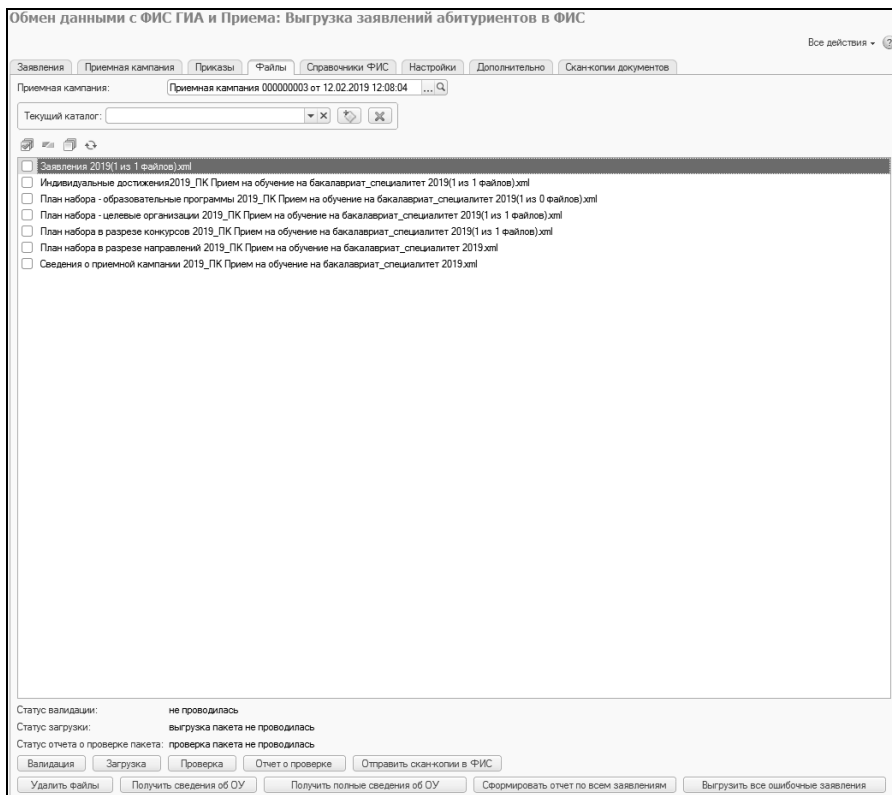 Обмен данными с ФИС ГИА и Приема: Выгрузка заявлений абитуриентов в ФИС
Все действия
Заявления Приемная кампания Приказы Файлы Справочники ФИС Настройки Дополнительно Скан-копии документов
Приемная кампания: Приемная кампания 000000003 от 12.02.2019 12:08:04 ...
Текущий каталог:
Заявления 2019(1 из 1 файлов).xml
Индивидуальные достижения2019_ПК Прием на обучение на бакалавриат_специалитет 2019(1 из 1 файлов).xml
План набора - образовательные программы 2019_ПК Прием на обучение на бакалавриат_специалитет 2019(1 из 0 файлов).xml
План набора - целевые организации 2019_ПК Прием на обучение на бакалавриат_специалитет 2019(1 из 1 файлов).xml
План набора в разрезе конкурсов 2019_ПК Прием на обучение на бакалавриат_специалитет 2019(1 из 1 файлов).xml
План набора в разрезе направлений 2019_ПК Прием на обучение на бакалавриат_специалитет 2019.xml
Сведения о приемной кампании 2019_ПК Прием на обучение на бакалавриат_специалитет 2019.xml
Статус валидации: не проводилась
Статус загрузки: выгрузка пакета не проводилась
Статус отчета о проверке пакета: проверка пакета не проводилась
Валидация Загрузка Проверка Отчет о проверке Отправить скан-копии в ФИС
Удалить файлы Получить сведения об ОУ Получить полные сведения об ОУ Сформировать отчет по всем заявлениям Выгрузить все ошибочные заявления